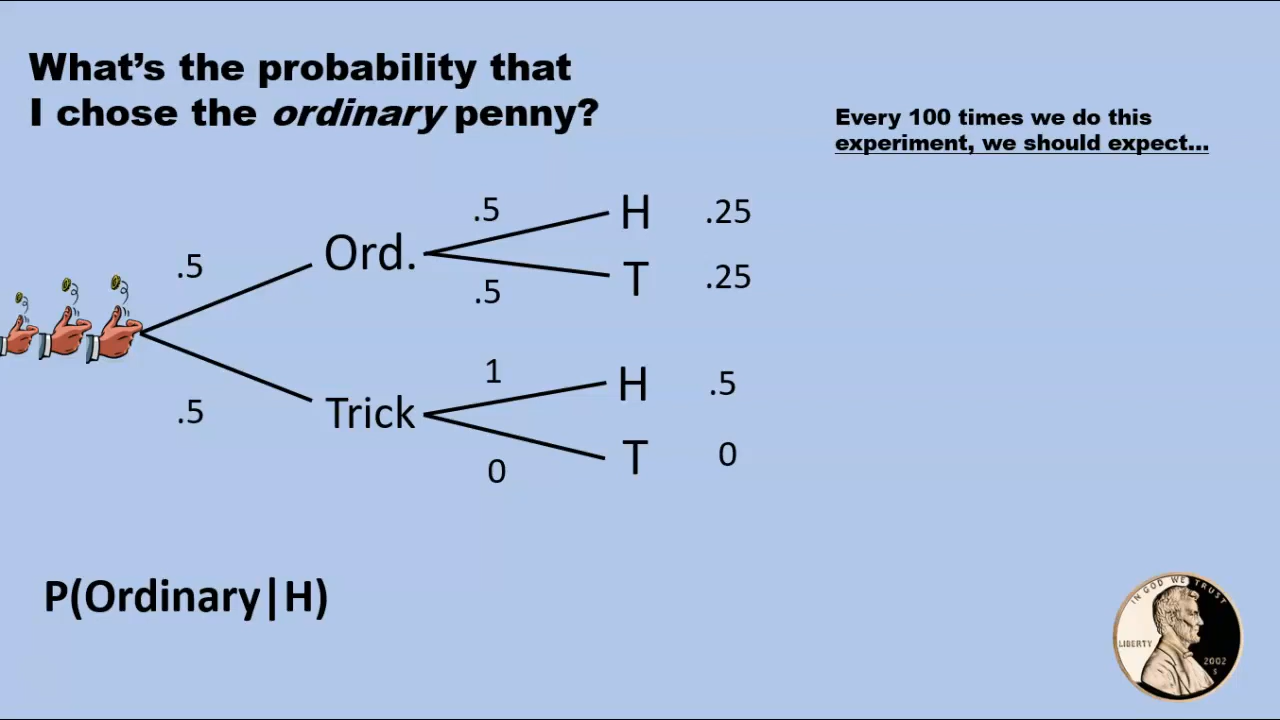 What's the probability that
I chose the ordinary penny?
Every 100 times we do this
experiment, we should expect...
.5
H
.25
Ord.
.5
T
.25
.5
1
H
.5
Trick
.5
0
T
0
P(Ordinary|H)
IN GOD WE TRUST
LIBERTY
2002
S